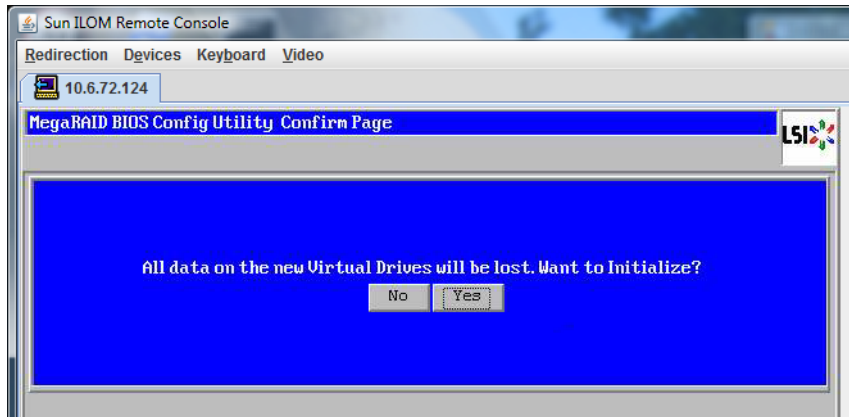 Sun ILOM Remote Console
Redirection Devices Keyboard Video
10.6.72.124
MegaRAID BIOS Config Utility Confirm Page
LSI
All data on the new Virtual Drives will be lost. Want to Initialize?
No Yes